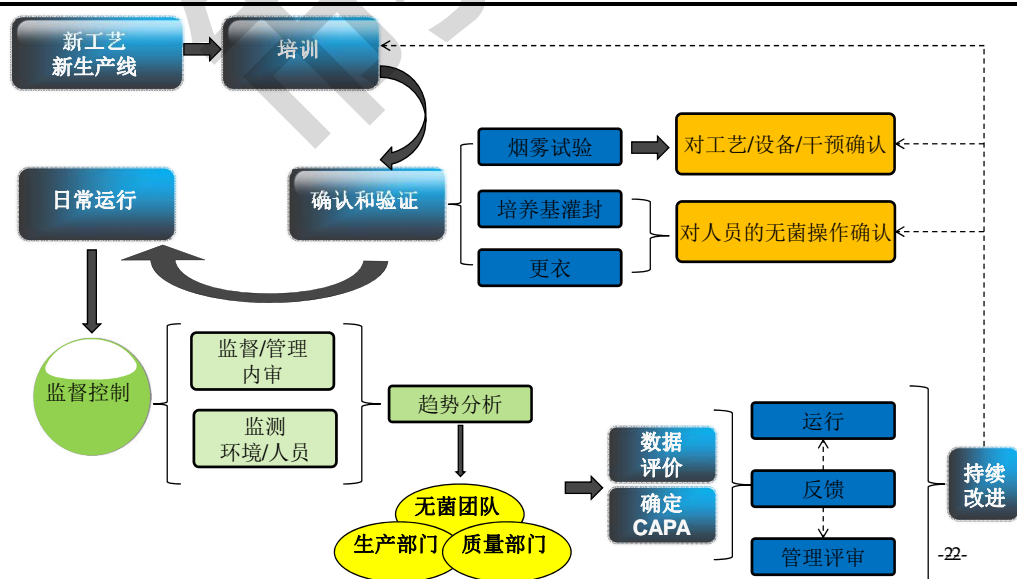 新工艺
新生产线
培训
烟雾试验
对工艺/设备/干预确认
日常运行
确认和验证
培养基灌封
对人员的无菌操作确认
更衣
监督控制
监督/管理
内审
监测
环境/人员
趋势分析
无菌团队
生产部门
质量部门
数据
评价
确定
CAPA
运行
反馈
管理评审
持续
改进
-22-